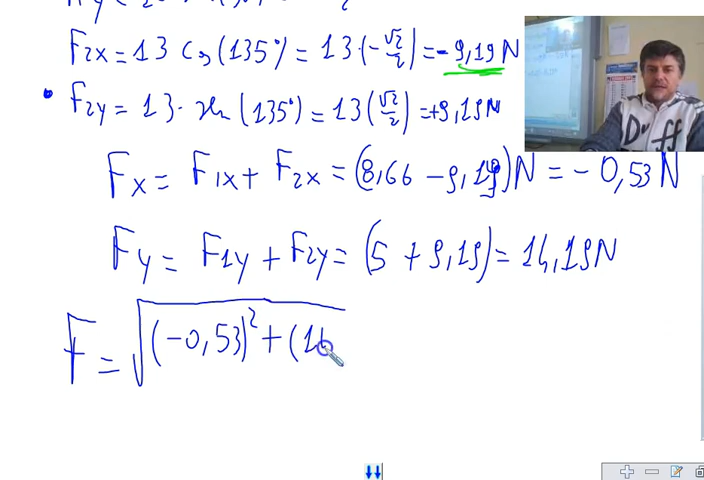 F₂ₓ = 13 cos(135°) = 13(-√2/2) = -9,19 N
• F₂y = 13 · sen(135°) = 13(√2/2) = +9,19 N
Fₓ = F₁ₓ + F₂ₓ = (8,66 - 9,19)N = -0,53 N
Fy = F₁y + F₂y = (5 + 9,19) = 14,19 N
F = √(-0,53)² + (14
Duff